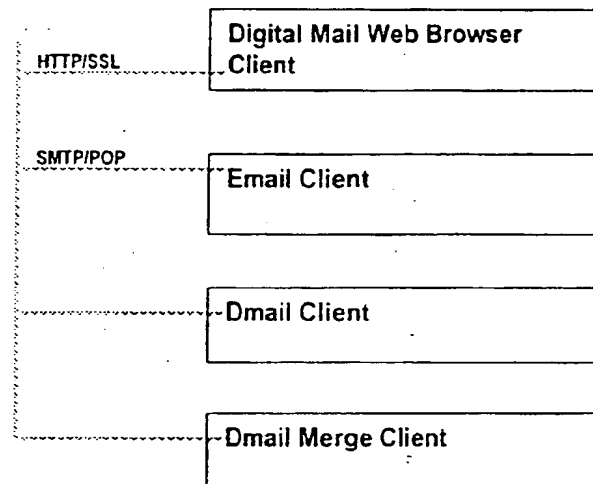 Digital Mail Web Browser
Client
HTTP/SSL
SMTP/POP
Email Client
Dmail Client
Dmail Merge Client